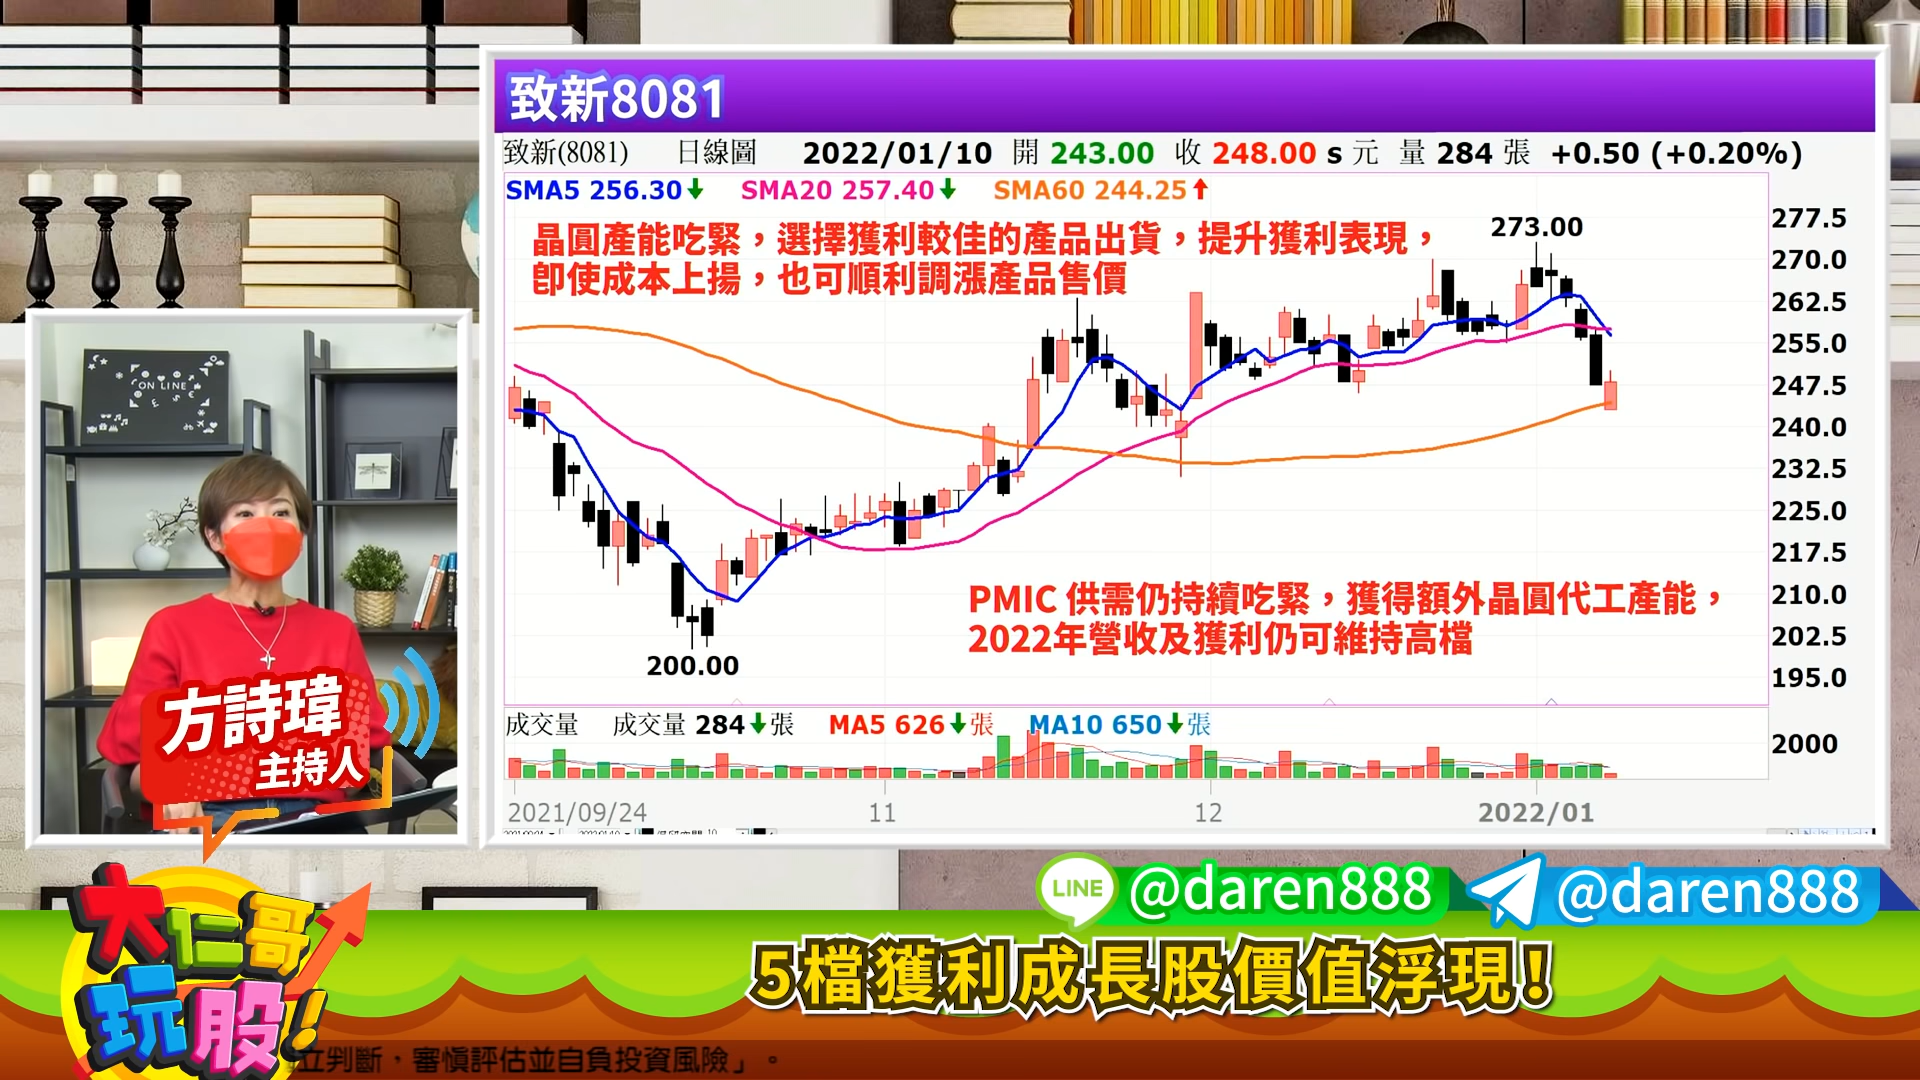 致新8081
致新(8081) 日線圖 2022/01/10 開 243.00 收 248.00 s 元 量 284 張 +0.50 (+0.20%)
SMA5 256.30↓ SMA20 257.40↓ SMA60 244.25↑
晶圓產能吃緊，選擇獲利較佳的產品出貨，提升獲利表現，
即使成本上揚，也可順利調漲產品售價
273.00
277.5
270.0
262.5
255.0
247.5
240.0
232.5
225.0
217.5
210.0
202.5
195.0
PMIC 供需仍持續吃緊，獲得額外晶圓代工產能，
2022年營收及獲利仍可維持高檔
200.00
成交量 成交量 284↓張 MA5 626↓張 MA10 650↓張
2000
2021/09/24 11 12 2022/01
ON LINE
方詩瑋
主持人
LINE @daren888 @daren888
大仁哥
玩股!
5檔獲利成長股價值浮現!
立判斷，審慎評估並自負投資風險」。